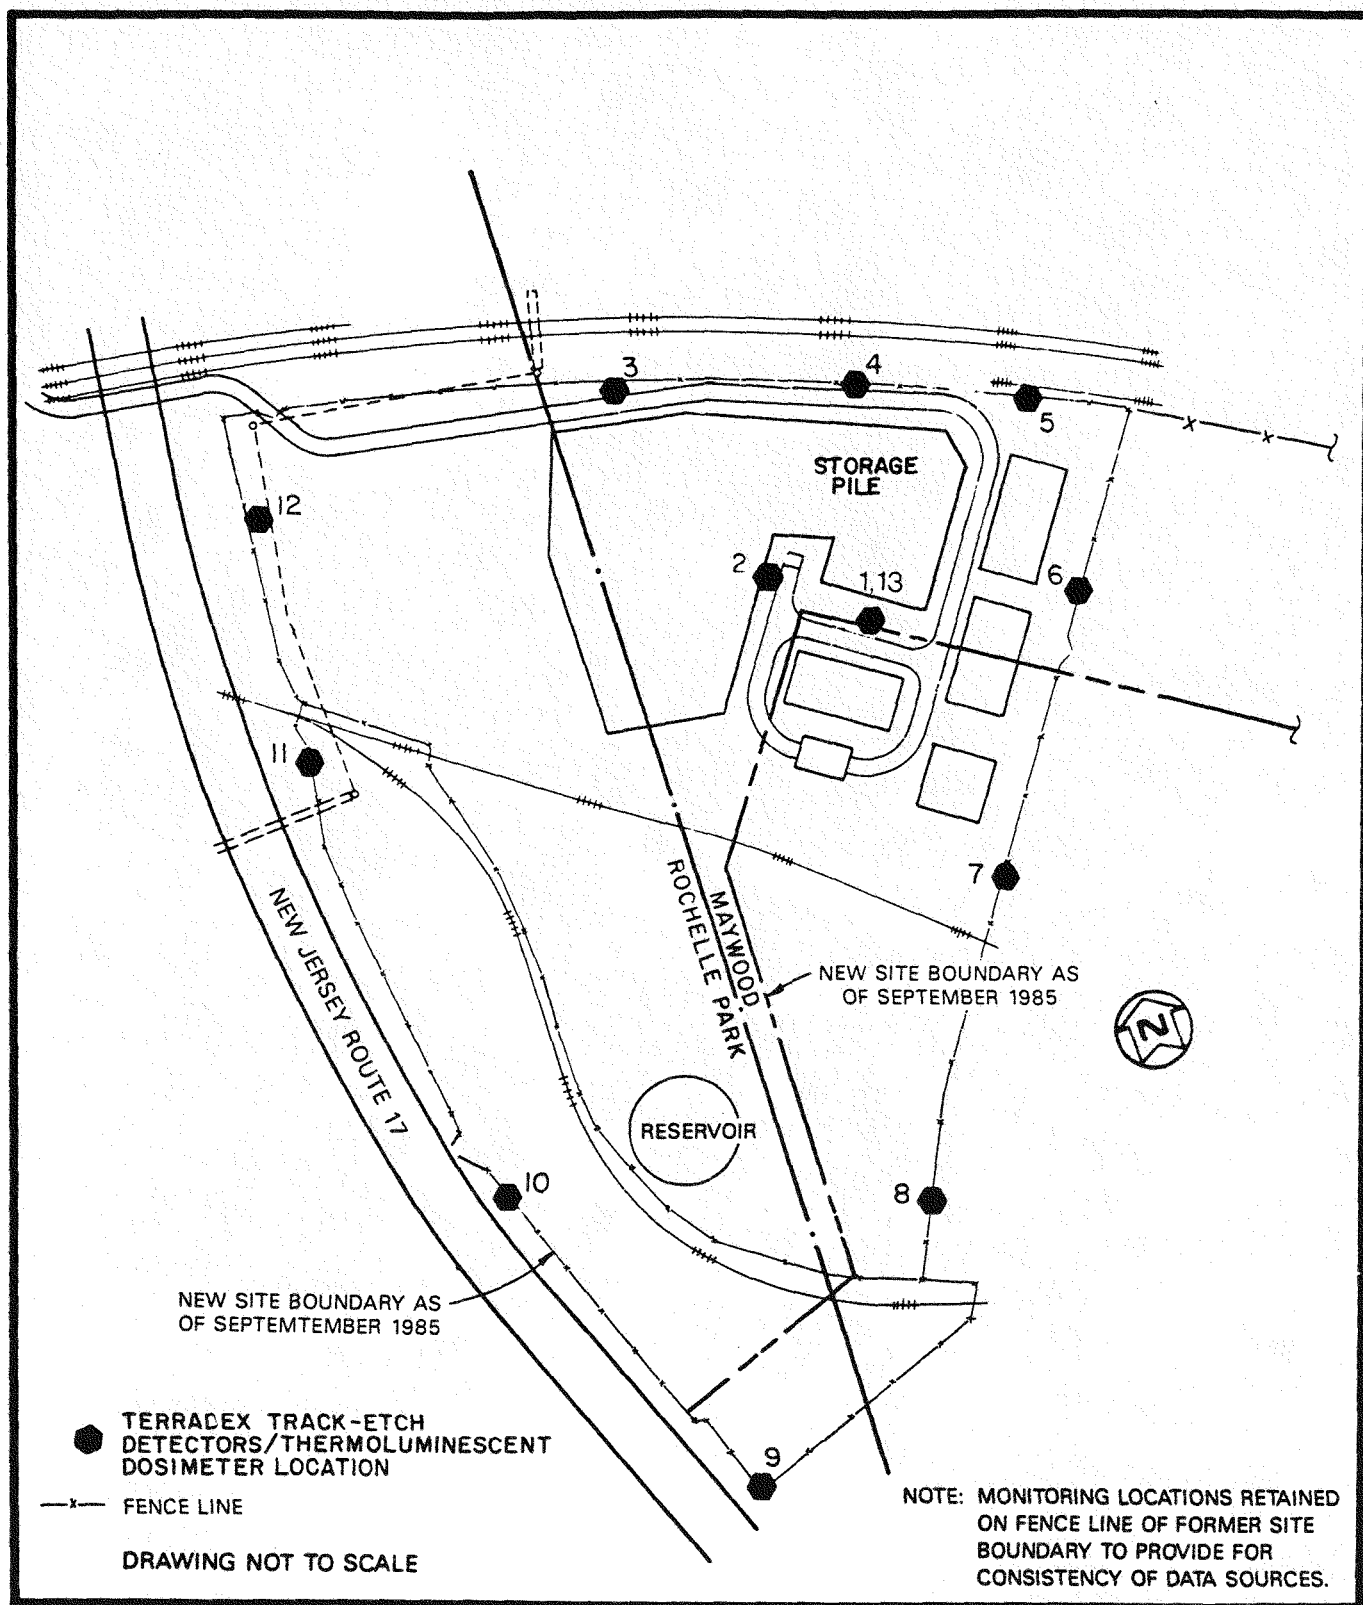 3
4
5
STORAGE
PILE
12
2
1,13
6
11
7
NEW JERSEY ROUTE 17
MAYWOOD
ROCHELLE PARK
NEW SITE BOUNDARY AS
OF SEPTEMBER 1985
N
RESERVOIR
10
8
NEW SITE BOUNDARY AS
OF SEPTEMTEMBER 1985
9
TERRADEX TRACK-ETCH
DETECTORS/THERMOLUMINESCENT
DOSIMETER LOCATION
FENCE LINE
DRAWING NOT TO SCALE
NOTE: MONITORING LOCATIONS RETAINED
ON FENCE LINE OF FORMER SITE
BOUNDARY TO PROVIDE FOR
CONSISTENCY OF DATA SOURCES.